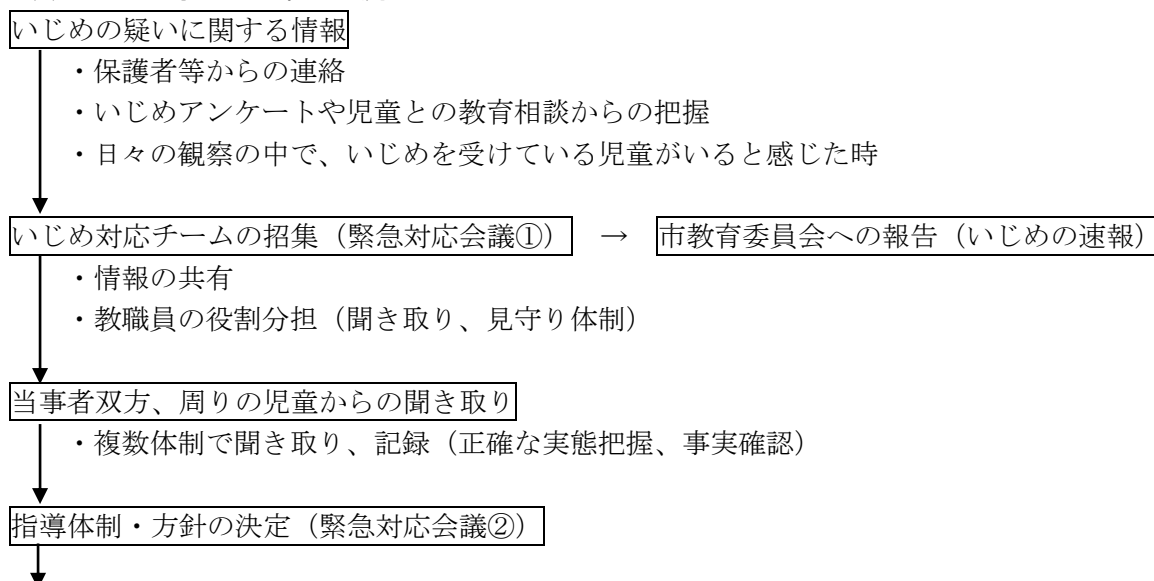 いじめの疑いに関する情報
・保護者等からの連絡
・いじめアンケートや児童との教育相談からの把握
・日々の観察の中で、いじめを受けている児童がいると感じた時
いじめ対応チームの招集（緊急対応会議①） → 市教育委員会への報告（いじめの速報）
・情報の共有
・教職員の役割分担（聞き取り、見守り体制）
当事者双方、周りの児童からの聞き取り
・複数体制で聞き取り、記録（正確な実態把握、事実確認）
指導体制・方針の決定（緊急対応会議②）